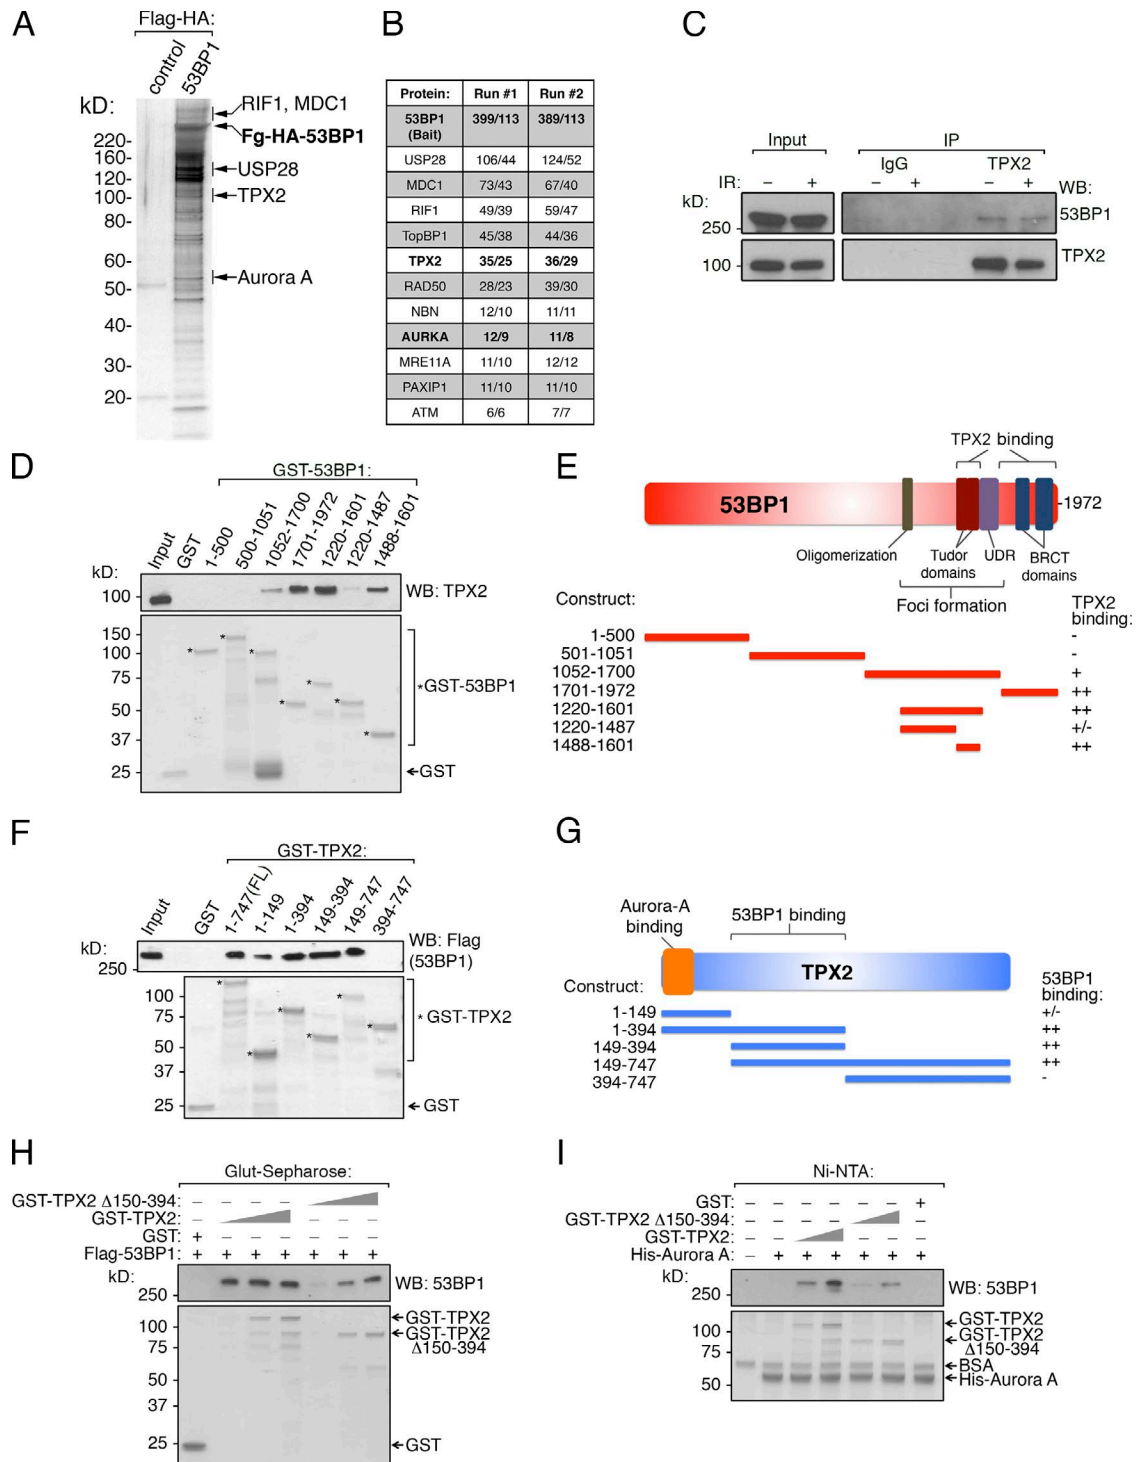 A
Flag-HA:
control
53BP1
kD:
RIF1, MDC1
Fg-HA-53BP1
220-
160-
USP28
120-
TPX2
100-
80-
60-
Aurora A
50-
40-
30-
20-
B
Protein: Run #1 Run #2
53BP1 (Bait) 399/113 389/113
USP28 106/44 124/52
MDC1 73/43 67/40
RIF1 49/39 59/47
TopBP1 45/38 44/36
TPX2 35/25 36/29
RAD50 28/23 39/30
NBN 12/10 11/11
AURKA 12/9 11/8
MRE11A 11/10 12/12
PAXIP1 11/10 11/10
ATM 6/6 7/7
C
Input IP
IgG TPX2
IR: – + – + – + WB:
kD:
53BP1
250 -
TPX2
100 -
D
GST-53BP1:
Input
GST
1-500
500-1051
1052-1700
1701-1972
1220-1601
1220-1487
1488-1601
kD:
100 - WB: TPX2
150 -
100 -
75 - *GST-53BP1
50 -
37 -
25 - GST
E
TPX2 binding
53BP1 -1972
Oligomerization Tudor domains UDR BRCT domains
Foci formation
Construct: TPX2 binding:
1-500 -
501-1051 -
1052-1700 +
1701-1972 ++
1220-1601 ++
1220-1487 +/-
1488-1601 ++
F
GST-TPX2:
Input
GST
1-747(FL)
1-149
1-394
149-394
149-747
394-747
kD: WB: Flag
(53BP1)
250 -
100 -
75 - * GST-TPX2
50 -
37 -
25 - GST
G
Aurora-A binding 53BP1 binding
TPX2
Construct: 53BP1 binding:
1-149 +/-
1-394 ++
149-394 ++
149-747 ++
394-747 -
H
Glut-Sepharose:
GST-TPX2 Δ150-394: – – – –
GST-TPX2: – – – –
GST: + – – – – – –
Flag-53BP1: + + + + + + +
kD:
WB: 53BP1
250 -
GST-TPX2
100 -
GST-TPX2
Δ150-394
75 -
50 -
37 -
25 - GST
I
Ni-NTA:
GST: – – – – – – +
GST-TPX2 Δ150-394: – – – – –
GST-TPX2: – – – – –
His-Aurora A: – + + + + + +
kD:
WB: 53BP1
250 -
GST-TPX2
100 -
GST-TPX2
Δ150-394
75 -
BSA
50 - His-Aurora A